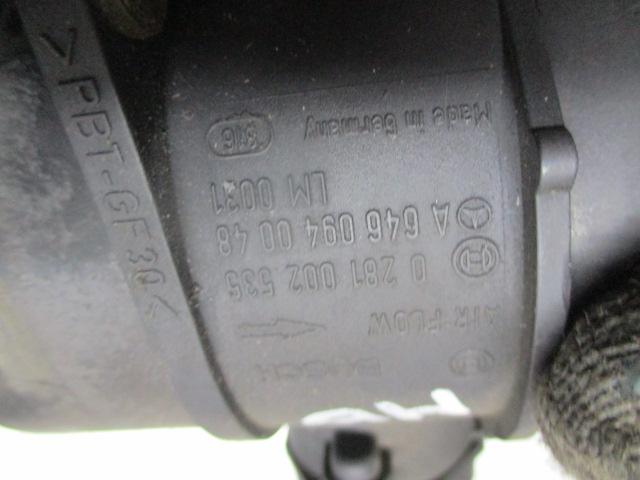 BOSCH
AIR-FLOW
0 281 002 535
A 646 094 00 48
LM 0031
316
Made in Germany
>PBT-GF30<